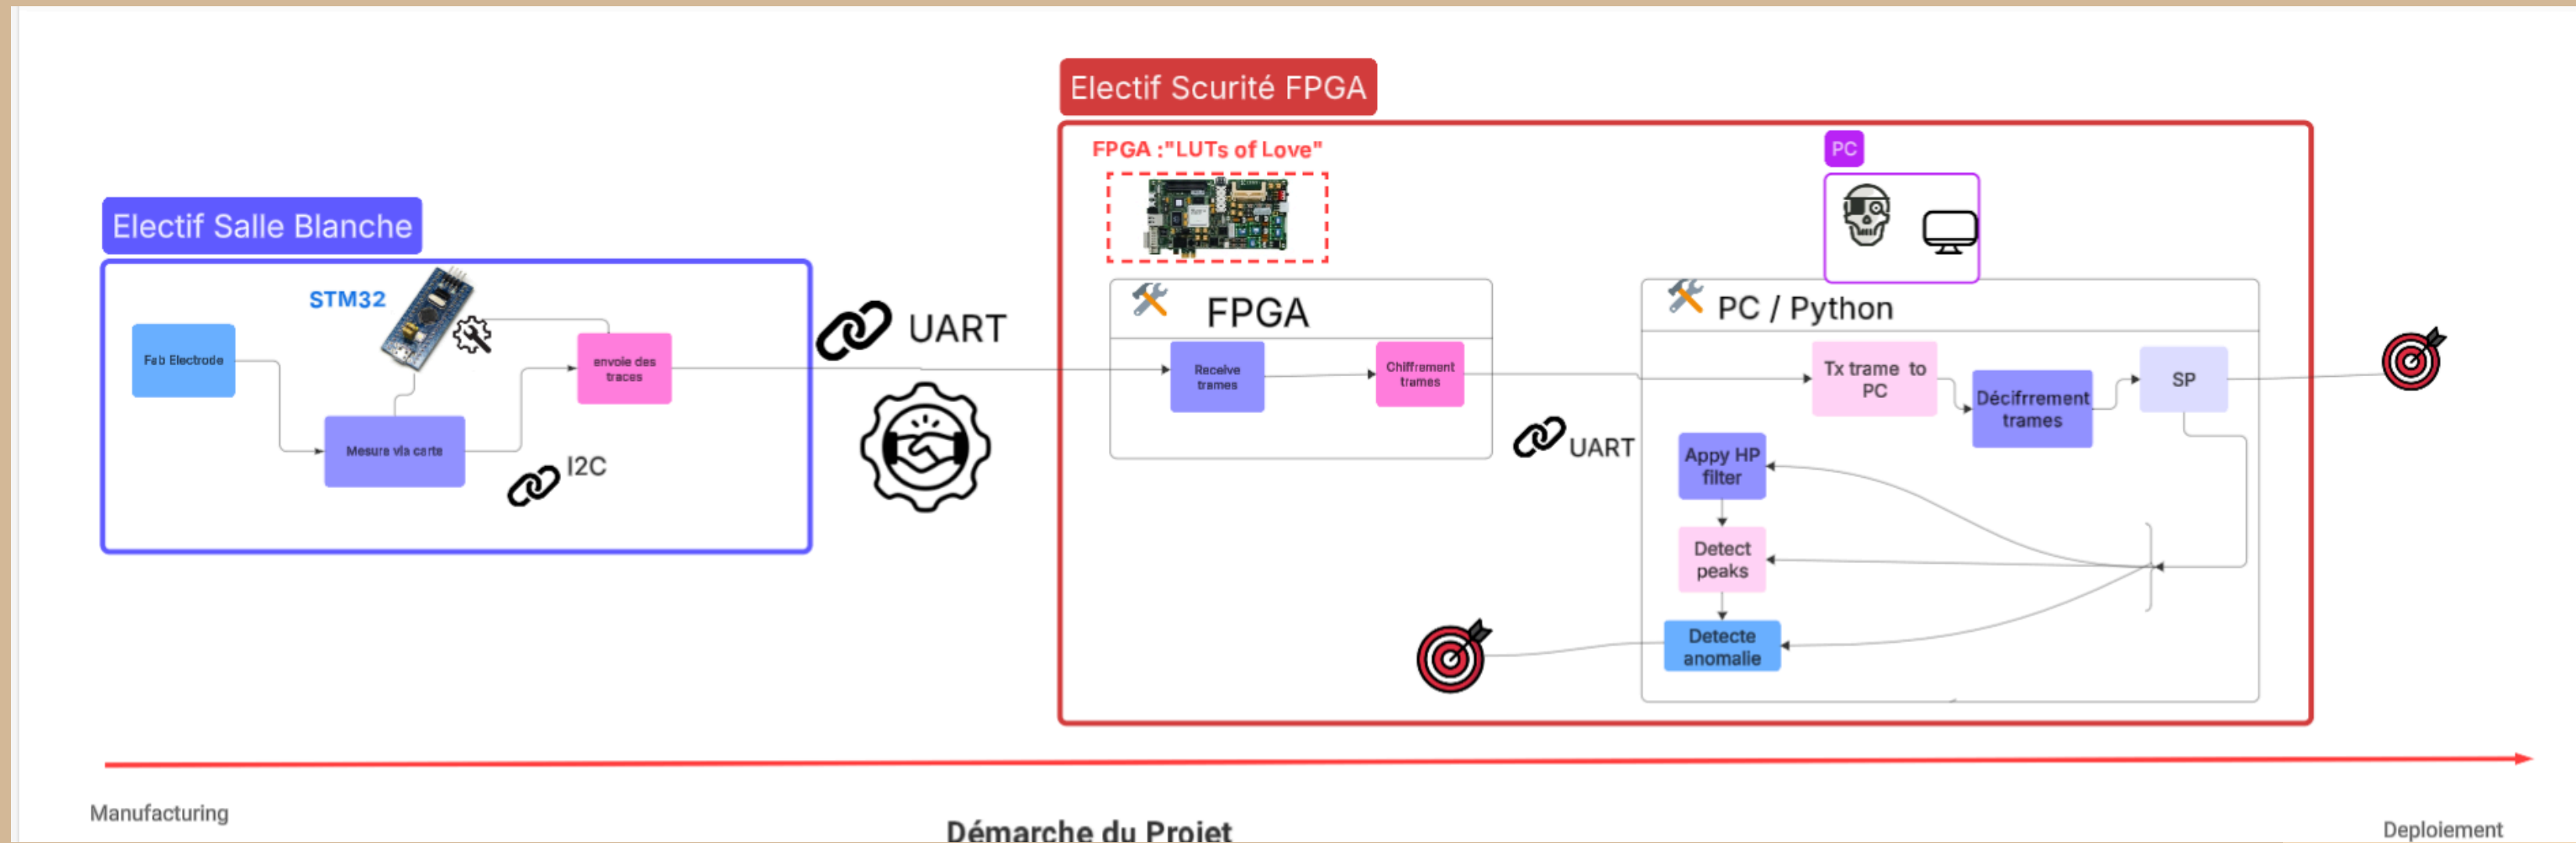 Electif Scurité FPGA
FPGA :"LUTs of Love"
PC
Electif Salle Blanche
STM32
Fab Electrode
Mesure via carte
envoie des
traces
I2C
UART
FPGA
Receive
trames
Chiffrement
trames
UART
PC / Python
Tx trame to
PC
Décifrrement
trames
SP
Appy HP
filter
Detect
peaks
Detecte
anomalie
Manufacturing
Démarche du Projet
Deploiement